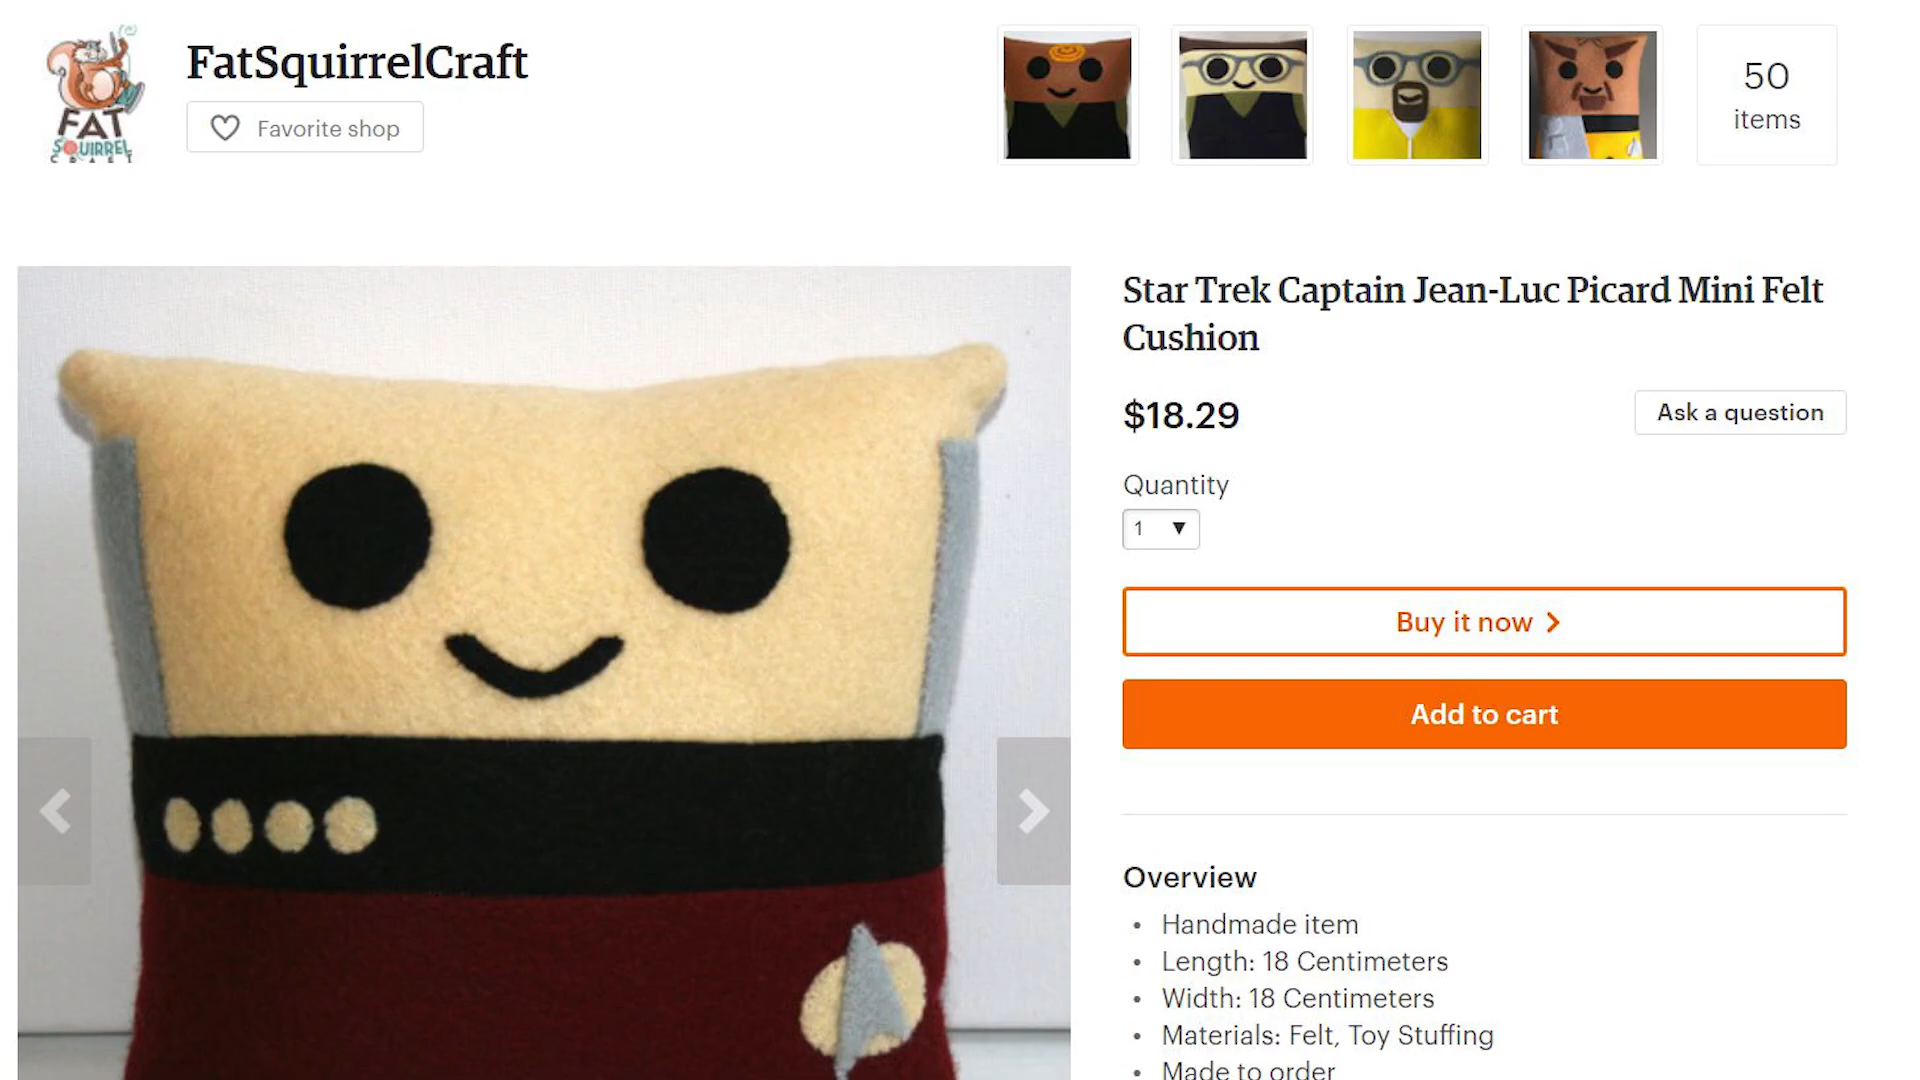 FatSquirrelCraft
Favorite shop
FAT
SQUIRREL
CRAFT
50
items
Star Trek Captain Jean-Luc Picard Mini Felt
Cushion
$18.29
Ask a question
Quantity
1
Buy it now
Add to cart
Overview
• Handmade item
• Length: 18 Centimeters
• Width: 18 Centimeters
• Materials: Felt, Toy Stuffing
• Made to order